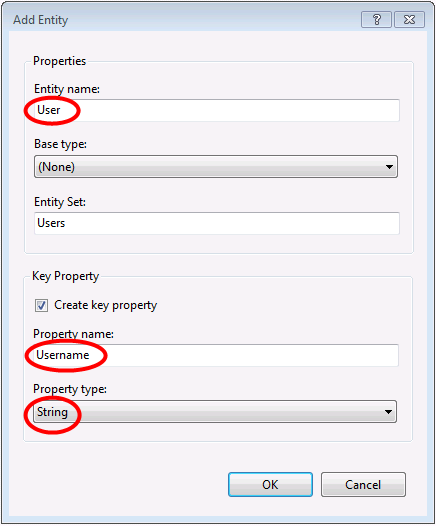 Add Entity
Properties
Entity name:
User
Base type:
(None)
Entity Set:
Users
Key Property
Create key property
Property name:
Username
Property type:
String
OK Cancel